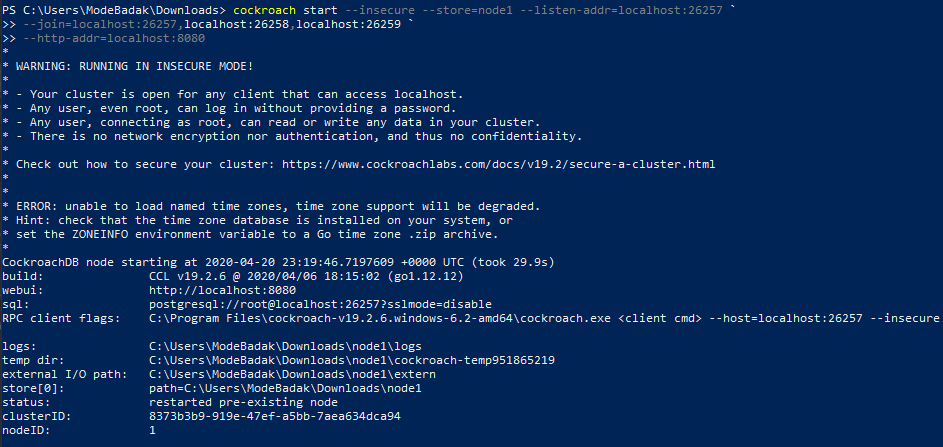 PS C:\Users\ModeBadak\Downloads> cockroach start --insecure --store=node1 --listen-addr=localhost:26257 `
>> --join=localhost:26257,localhost:26258,localhost:26259 `
>> --http-addr=localhost:8080
*
* WARNING: RUNNING IN INSECURE MODE!
*
* - Your cluster is open for any client that can access localhost.
* - Any user, even root, can log in without providing a password.
* - Any user, connecting as root, can read or write any data in your cluster.
* - There is no network encryption nor authentication, and thus no confidentiality.
*
* Check out how to secure your cluster: https://www.cockroachlabs.com/docs/v19.2/secure-a-cluster.html
*
*
* ERROR: unable to load named time zones, time zone support will be degraded.
* Hint: check that the time zone database is installed on your system, or
* set the ZONEINFO environment variable to a Go time zone .zip archive.
*
CockroachDB node starting at 2020-04-20 23:19:46.7197609 +0000 UTC (took 29.9s)
build:               CCL v19.2.6 @ 2020/04/06 18:15:02 (go1.12.12)
webui:               http://localhost:8080
sql:                 postgresql://root@localhost:26257?sslmode=disable
RPC client flags:    C:\Program Files\cockroach-v19.2.6.windows-6.2-amd64\cockroach.exe <client cmd> --host=localhost:26257 --insecure
logs:                C:\Users\ModeBadak\Downloads\node1\logs
temp dir:            C:\Users\ModeBadak\Downloads\node1\cockroach-temp951865219
external I/O path:   C:\Users\ModeBadak\Downloads\node1\extern
store[0]:            path=C:\Users\ModeBadak\Downloads\node1
status:              restarted pre-existing node
clusterID:           8373b3b9-919e-47ef-a5bb-7aea634dca94
nodeID:              1